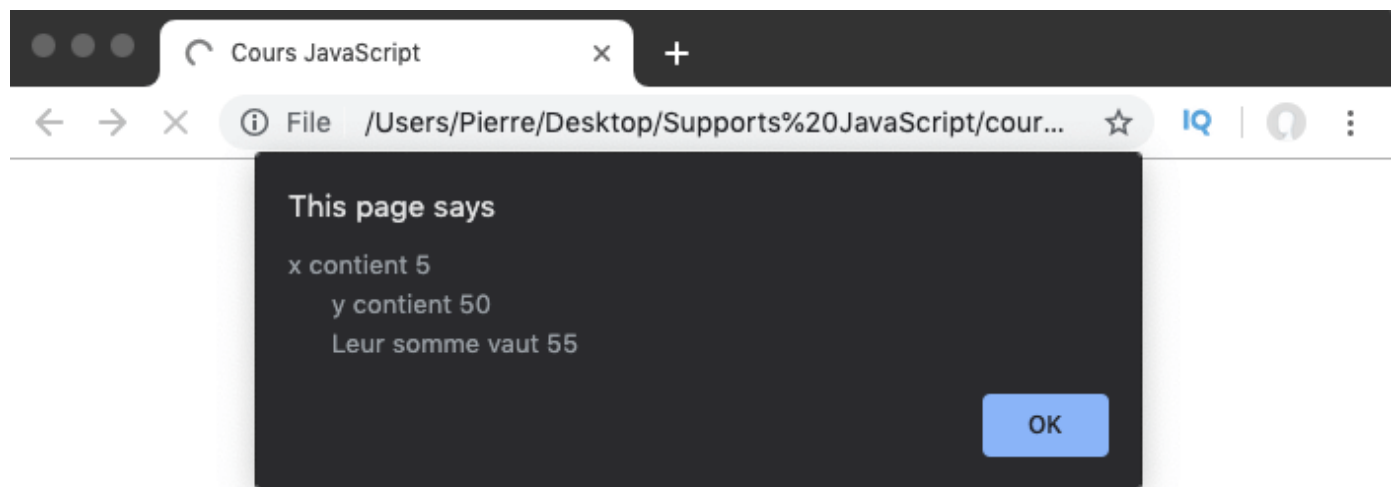 Cours JavaScript
File /Users/Pierre/Desktop/Supports%20JavaScript/cour...
IQ
This page says
x contient 5
y contient 50
Leur somme vaut 55
OK